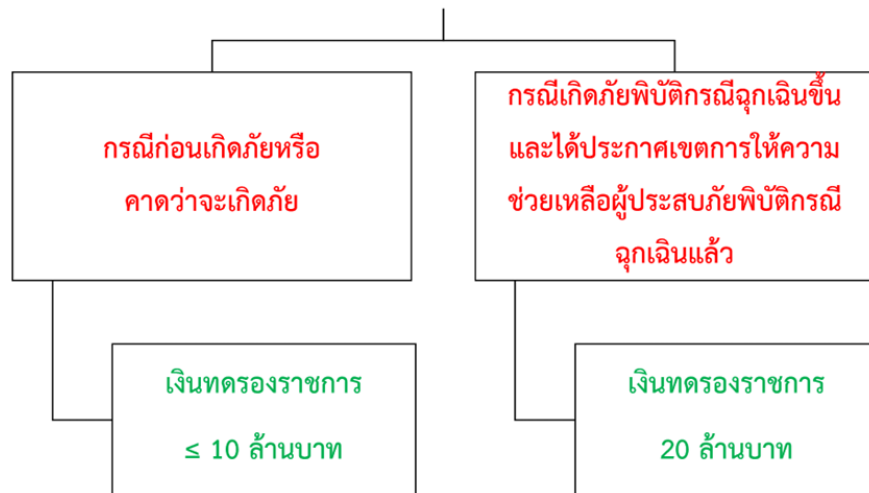 กรณีก่อนเกิดภัยหรือ
คาดว่าจะเกิดภัย
กรณีเกิดภัยพิบัติกรณีฉุกเฉินขึ้น
และได้ประกาศเขตการให้ความ
ช่วยเหลือผู้ประสบภัยพิบัติกรณี
ฉุกเฉินแล้ว
เงินทดรองราชการ
≤ 10 ล้านบาท
เงินทดรองราชการ
20 ล้านบาท